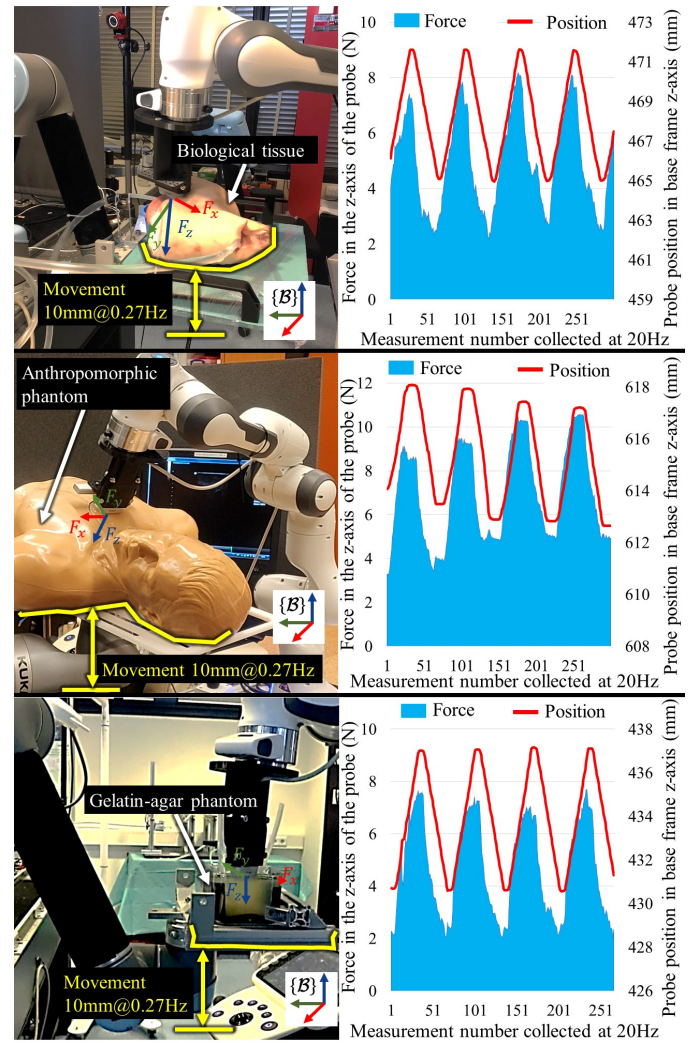 Biological tissue
Fx
Fz
Fy
Movement
10mm@0.27Hz
{B}
Force
Position
Force in the z-axis of the probe (N)
10
8
6
4
2
0
Probe position in base frame z-axis (mm)
473
471
469
467
465
463
461
459
1 51 101 151 201 251
Measurement number collected at 20Hz
Anthropomorphic
phantom
Fy
Fx
Fz
{B}
Movement 10mm@0.27Hz
KUK
Force
Position
Force in the z-axis of the probe (N)
12
10
8
6
4
2
0
Probe position in base frame z-axis (mm)
618
616
614
612
610
608
1 51 101 151 201 251
Measurement number collected at 20Hz
Gelatin-agar phantom
Fy
Fx
Fz
Movement
10mm@0.27Hz
{B}
Force
Position
Force in the z-axis of the probe (N)
10
8
6
4
2
0
Probe position in base frame z-axis (mm)
438
437
435
434
432
431
430
428
427
426
1 51 101 151 201 251
Measurement number collected at 20Hz